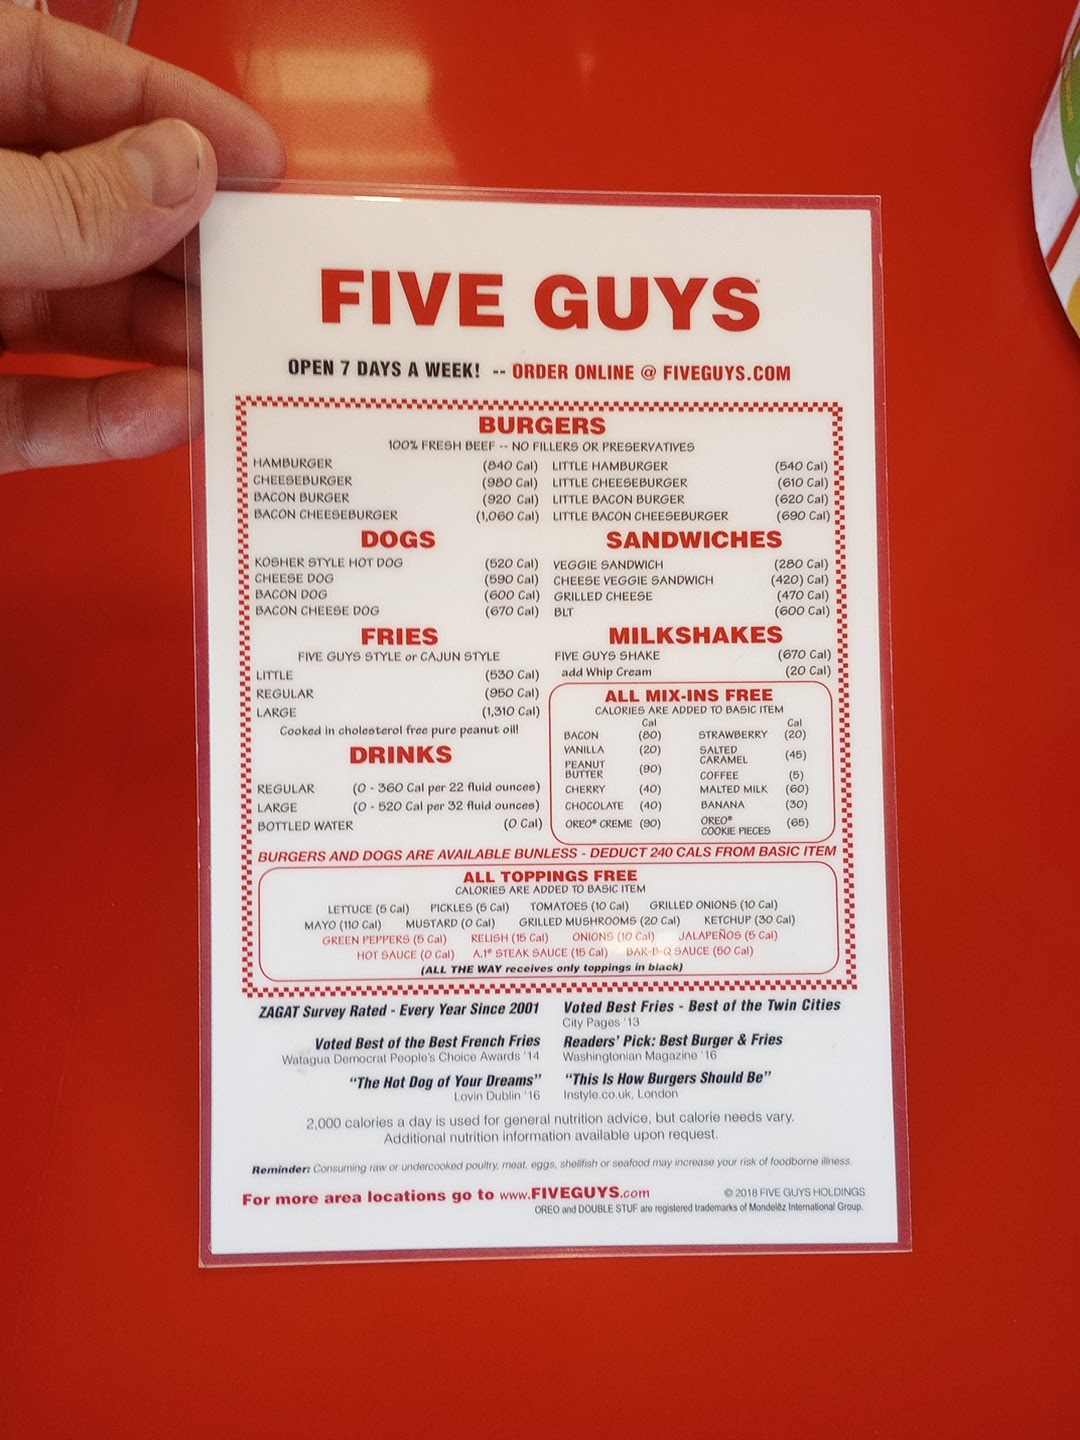 FIVE GUYS
OPEN 7 DAYS A WEEK! -- ORDER ONLINE @ FIVEGUYS.COM
BURGERS
100% FRESH BEEF -- NO FILLERS OR PRESERVATIVES
HAMBURGER (840 Cal)
CHEESEBURGER (980 Cal)
BACON BURGER (920 Cal)
BACON CHEESEBURGER (1,060 Cal)
LITTLE HAMBURGER (540 Cal)
LITTLE CHEESEBURGER (610 Cal)
LITTLE BACON BURGER (620 Cal)
LITTLE BACON CHEESEBURGER (690 Cal)
DOGS
KOSHER STYLE HOT DOG (520 Cal)
CHEESE DOG (590 Cal)
BACON DOG (600 Cal)
BACON CHEESE DOG (670 Cal)
SANDWICHES
VEGGIE SANDWICH (280 Cal)
CHEESE VEGGIE SANDWICH (420) Cal)
GRILLED CHEESE (470 Cal)
BLT (600 Cal)
FRIES
FIVE GUYS STYLE or CAJUN STYLE
LITTLE (530 Cal)
REGULAR (950 Cal)
LARGE (1,310 Cal)
Cooked in cholesterol free pure peanut oil!
DRINKS
REGULAR (0 - 360 Cal per 22 fluid ounces)
LARGE (0 - 520 Cal per 32 fluid ounces)
BOTTLED WATER (0 Cal)
MILKSHAKES
FIVE GUYS SHAKE (670 Cal)
add Whip Cream (20 Cal)
ALL MIX-INS FREE
CALORIES ARE ADDED TO BASIC ITEM
Cal
BACON (80)
VANILLA (20)
PEANUT
BUTTER (90)
CHERRY (40)
CHOCOLATE (40)
OREO® CREME (90)
Cal
STRAWBERRY (20)
SALTED
CARAMEL (45)
COFFEE (5)
MALTED MILK (60)
BANANA (30)
OREO®
COOKIE PIECES (65)
BURGERS AND DOGS ARE AVAILABLE BUNLESS - DEDUCT 240 CALS FROM BASIC ITEM
ALL TOPPINGS FREE
CALORIES ARE ADDED TO BASIC ITEM
LETTUCE (5 Cal) PICKLES (5 Cal) TOMATOES (10 Cal) GRILLED ONIONS (10 Cal)
MAYO (110 Cal) MUSTARD (0 Cal) GRILLED MUSHROOMS (20 Cal) KETCHUP (30 Cal)
GREEN PEPPERS (5 Cal) RELISH (15 Cal) ONIONS (10 Cal) JALAPEÑOS (5 Cal)
HOT SAUCE (0 Cal) A.1® STEAK SAUCE (15 Cal) BAR-B-Q SAUCE (50 Cal)
(ALL THE WAY receives only toppings in black)
ZAGAT Survey Rated - Every Year Since 2001
Voted Best of the Best French Fries
Watagua Democrat People's Choice Awards '14
"The Hot Dog of Your Dreams"
Lovin Dublin '16
Voted Best Fries - Best of the Twin Cities
City Pages '13
Readers' Pick: Best Burger & Fries
Washingtonian Magazine '16
"This Is How Burgers Should Be"
Instyle.co.uk, London
2,000 calories a day is used for general nutrition advice, but calorie needs vary.
Additional nutrition information available upon request.
Reminder: Consuming raw or undercooked poultry, meat, eggs, shellfish or seafood may increase your risk of foodborne illness.
For more area locations go to www.FIVEGUYS.com
© 2018 FIVE GUYS HOLDINGS
OREO and DOUBLE STUF are registered trademarks of Mondelēz International Group.